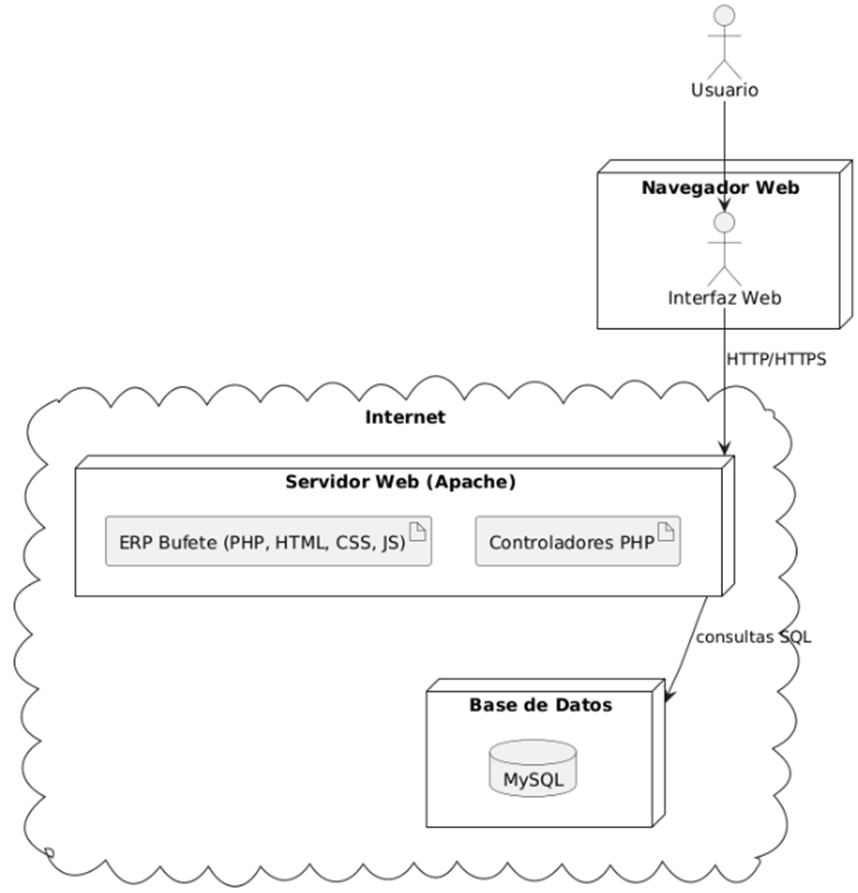 Usuario
Navegador Web
Interfaz Web
HTTP/HTTPS
Internet
Servidor Web (Apache)
ERP Bufete (PHP, HTML, CSS, JS)
Controladores PHP
consultas SQL
Base de Datos
MySQL